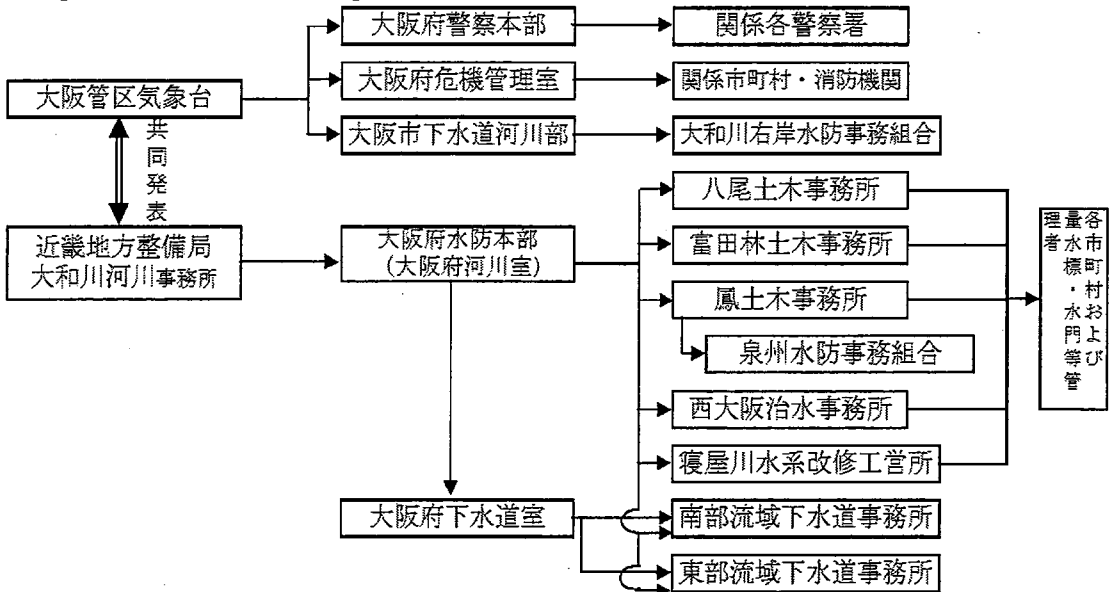 大阪府警察本部
関係各警察署
大阪府危機管理室
関係市町村・消防機関
大阪管区気象台
大阪市下水道河川部
大和川右岸水防事務組合
共同発表
近畿地方整備局
大和川河川事務所
大阪府水防本部
（大阪府河川室）
八尾土木事務所
富田林土木事務所
鳳土木事務所
泉州水防事務組合
西大阪治水事務所
寝屋川水系改修工営所
各市町村および
量水標・水門等管
理者
大阪府下水道室
南部流域下水道事務所
東部流域下水道事務所